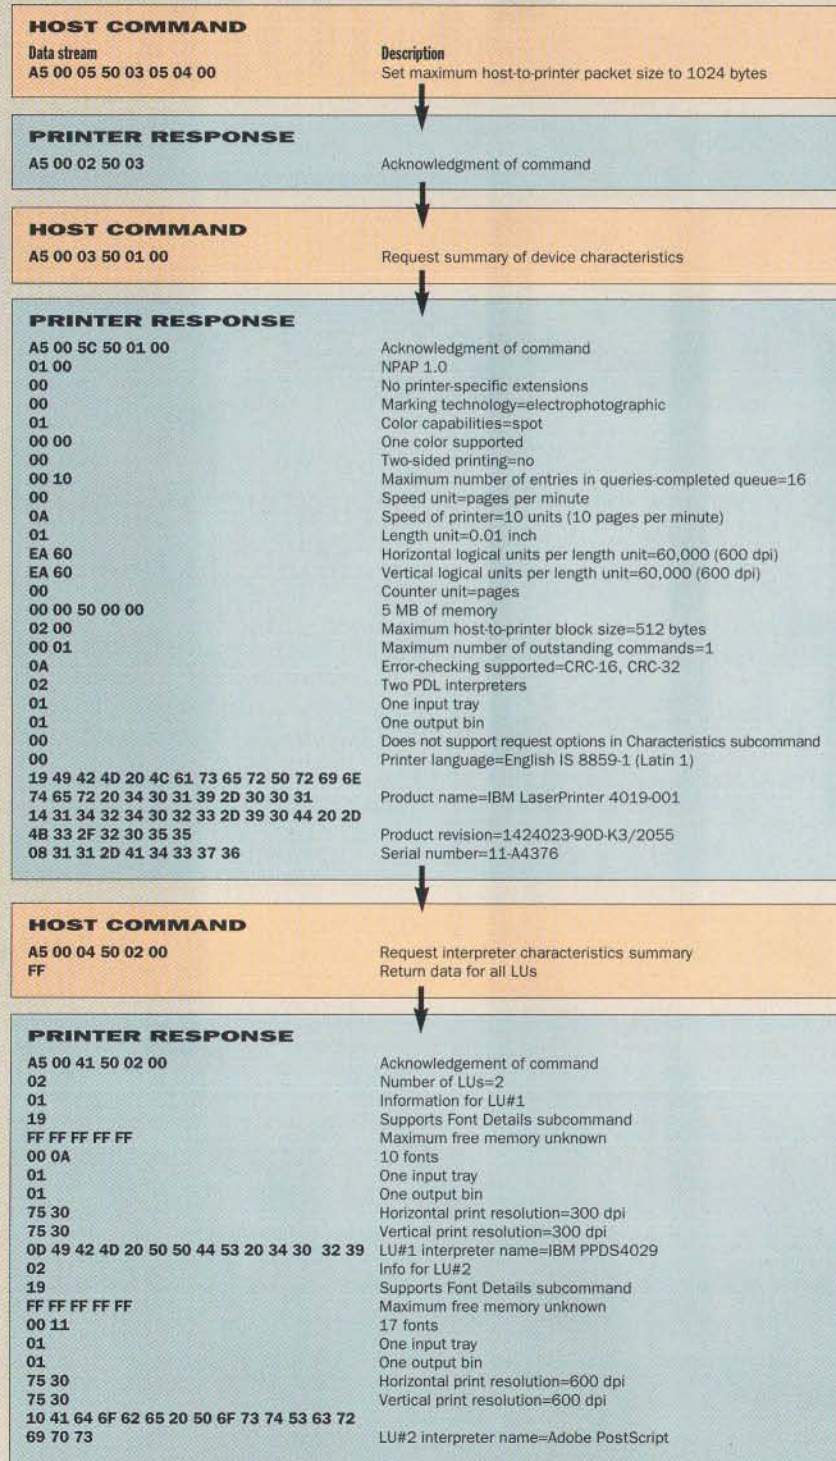 HOST COMMAND
Data stream Description
A5 00 05 50 03 05 04 00 Set maximum host-to-printer packet size to 1024 bytes
PRINTER RESPONSE
A5 00 02 50 03 Acknowledgment of command
HOST COMMAND
A5 00 03 50 01 00 Request summary of device characteristics
PRINTER RESPONSE
A5 00 5C 50 01 00 Acknowledgment of command
01 00 NPAP 1.0
00 No printer-specific extensions
00 Marking technology=electrophotographic
01 Color capabilities=spot
00 00 One color supported
00 Two-sided printing=no
00 10 Maximum number of entries in queries-completed queue=16
00 Speed unit=pages per minute
0A Speed of printer=10 units (10 pages per minute)
01 Length unit=0.01 inch
EA 60 Horizontal logical units per length unit=60,000 (600 dpi)
EA 60 Vertical logical units per length unit=60,000 (600 dpi)
00 Counter unit=pages
00 00 50 00 00 5 MB of memory
02 00 Maximum host-to-printer block size=512 bytes
00 01 Maximum number of outstanding commands=1
0A Error-checking supported=CRC-16, CRC-32
02 Two PDL interpreters
01 One input tray
01 One output bin
00 Does not support request options in Characteristics subcommand
00 Printer language=English IS 8859-1 (Latin 1)
19 49 42 4D 20 4C 61 73 65 72 50 72 69 6E
74 65 72 20 34 30 31 39 2D 30 30 31 Product name=IBM LaserPrinter 4019-001
14 31 34 32 34 30 32 33 2D 39 30 44 20 2D
4B 33 2F 32 30 35 35 Product revision=1424023-90D-K3/2055
08 31 31 2D 41 34 33 37 36 Serial number=11-A4376
HOST COMMAND
A5 00 04 50 02 00 Request interpreter characteristics summary
FF Return data for all LUs
PRINTER RESPONSE
A5 00 41 50 02 00 Acknowledgement of command
02 Number of LUs=2
01 Information for LU#1
19 Supports Font Details subcommand
FF FF FF FF FF Maximum free memory unknown
00 0A 10 fonts
01 One input tray
01 One output bin
75 30 Horizontal print resolution=300 dpi
75 30 Vertical print resolution=300 dpi
0D 49 42 4D 20 50 50 44 53 20 34 30 32 39 LU#1 interpreter name=IBM PPDS4029
02 Info for LU#2
19 Supports Font Details subcommand
FF FF FF FF FF Maximum free memory unknown
00 11 17 fonts
01 One input tray
01 One output bin
75 30 Horizontal print resolution=600 dpi
75 30 Vertical print resolution=600 dpi
10 41 64 6F 62 65 20 50 6F 73 74 53 63 72
69 70 73 LU#2 interpreter name=Adobe PostScript